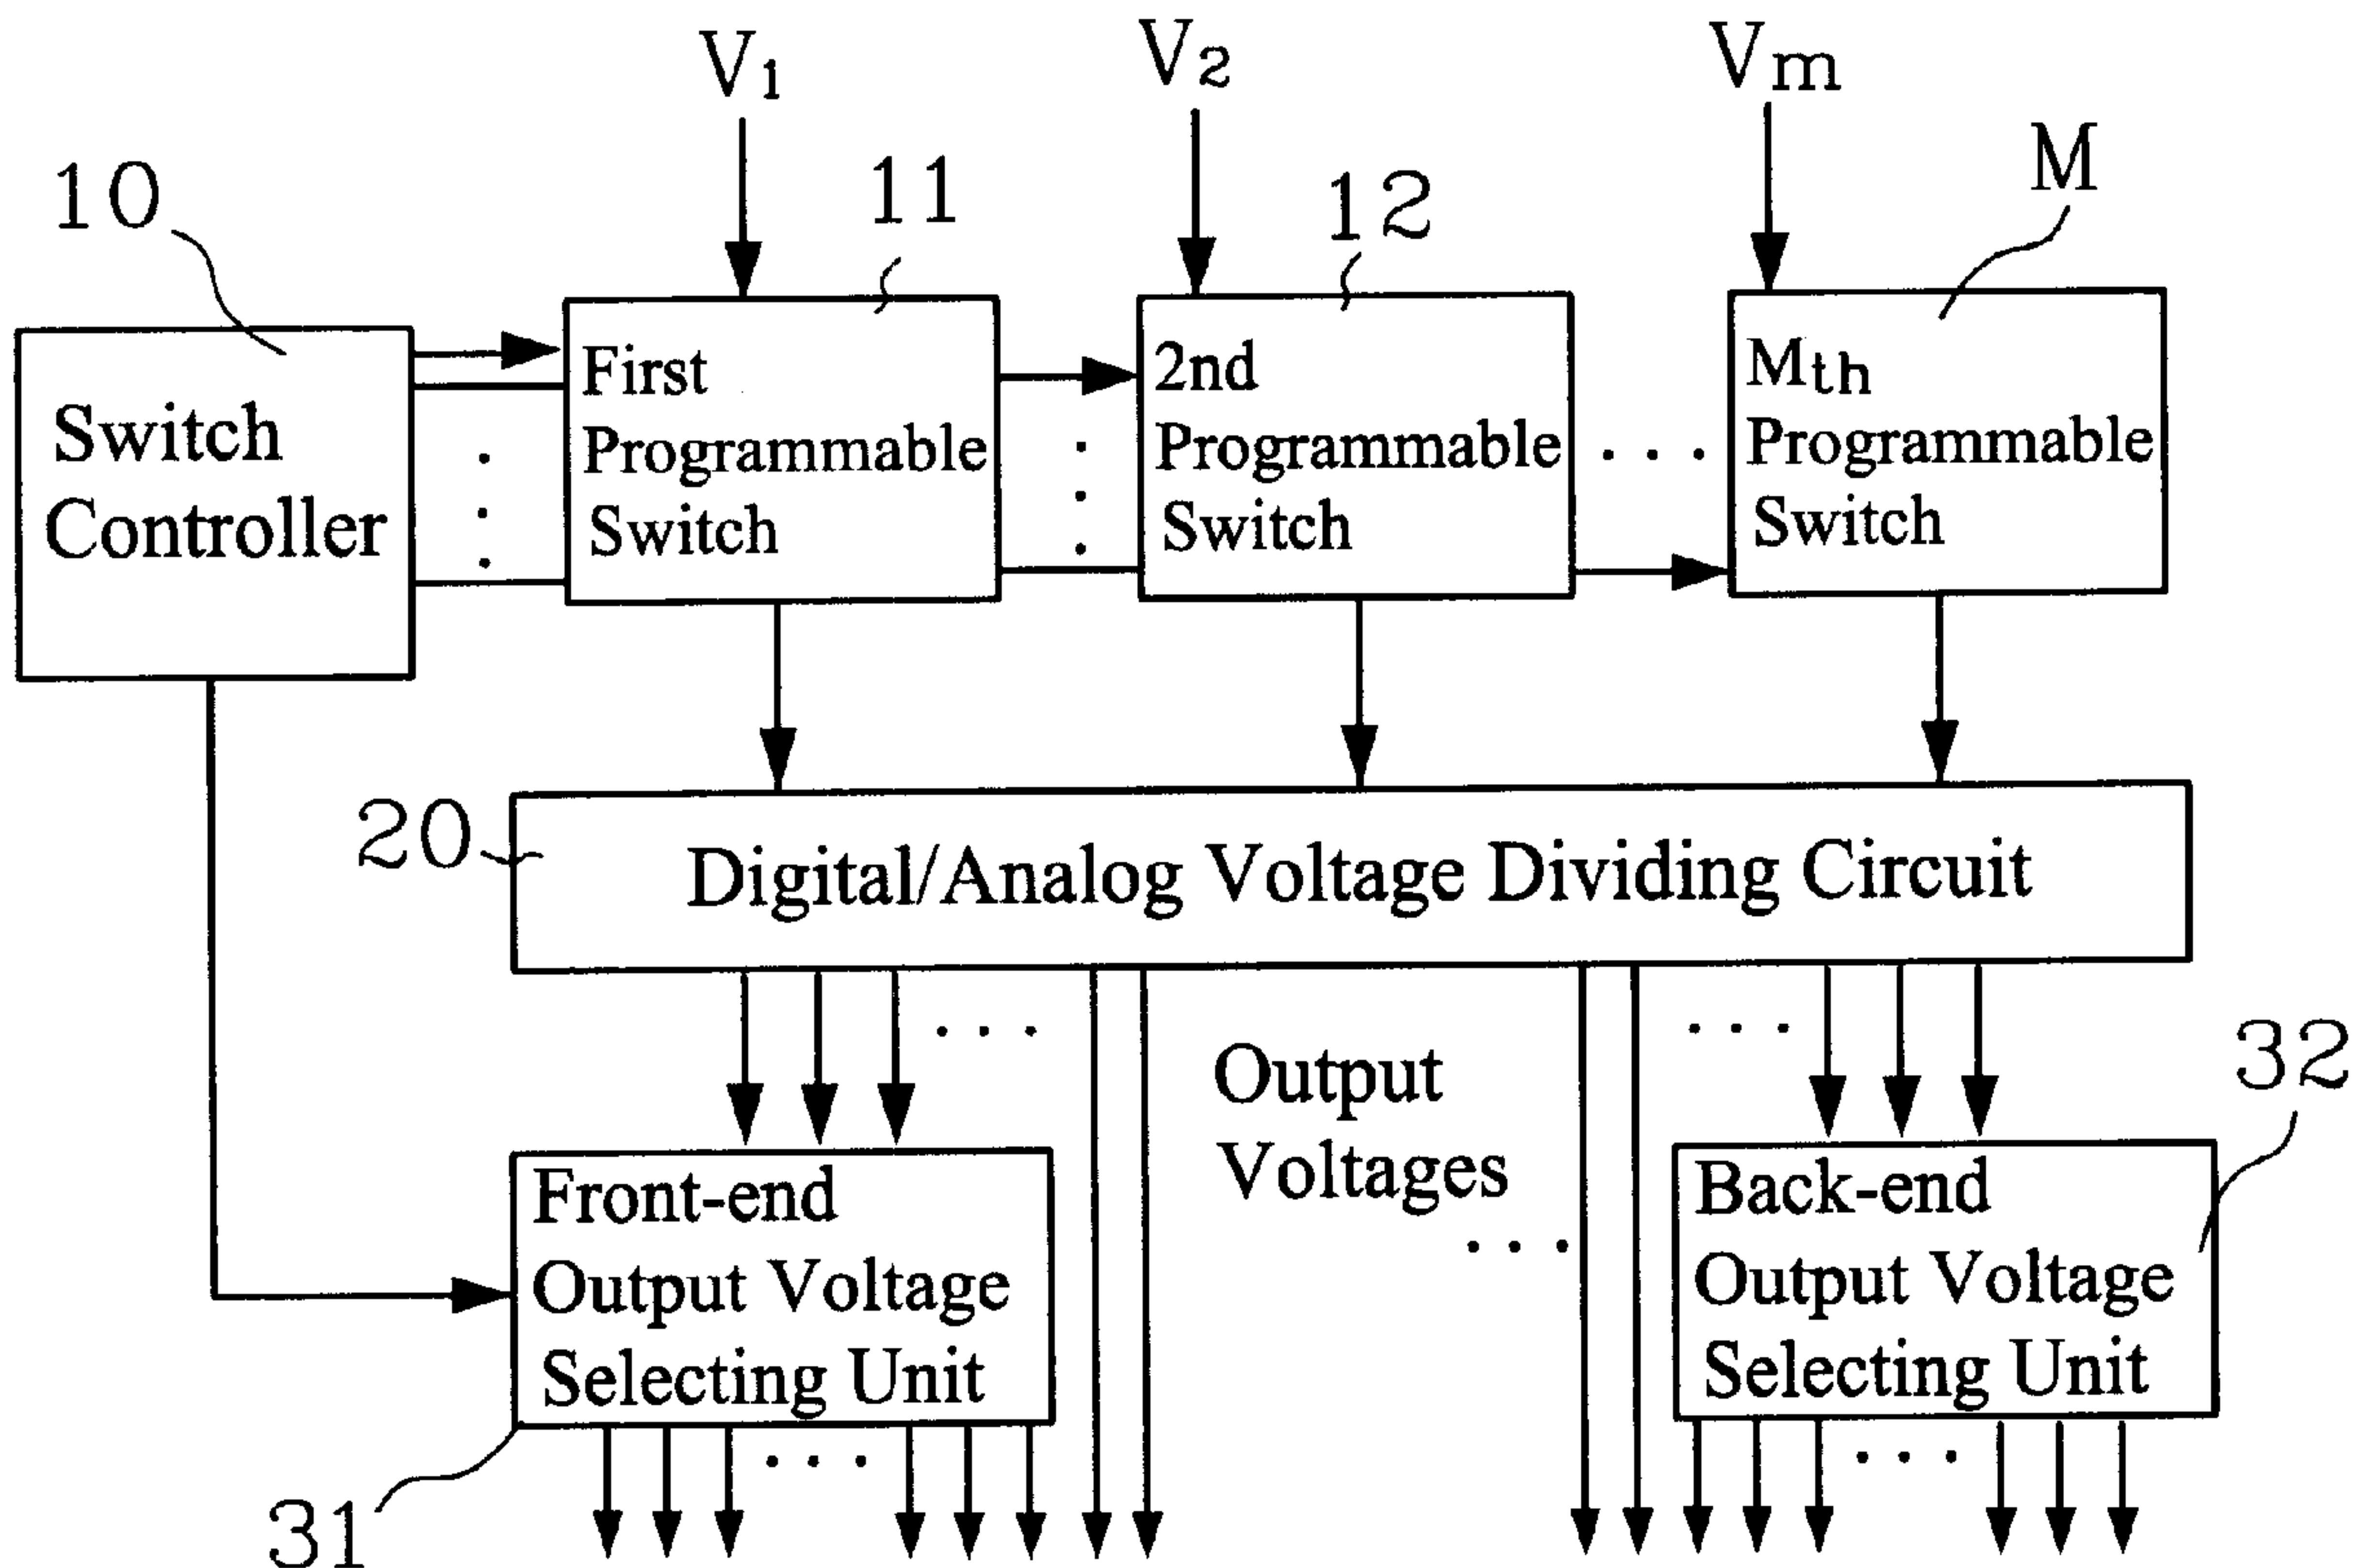 V1
V2
Vm
10
11
12
M
Switch
Controller
First
Programmable
Switch
2nd
Programmable
Switch
. . .
Mth
Programmable
Switch
20
Digital/Analog Voltage Dividing Circuit
. . .
Output
Voltages
. . .
. . .
32
Front-end
Output Voltage
Selecting Unit
Back-end
Output Voltage
Selecting Unit
31
. . .
. . .